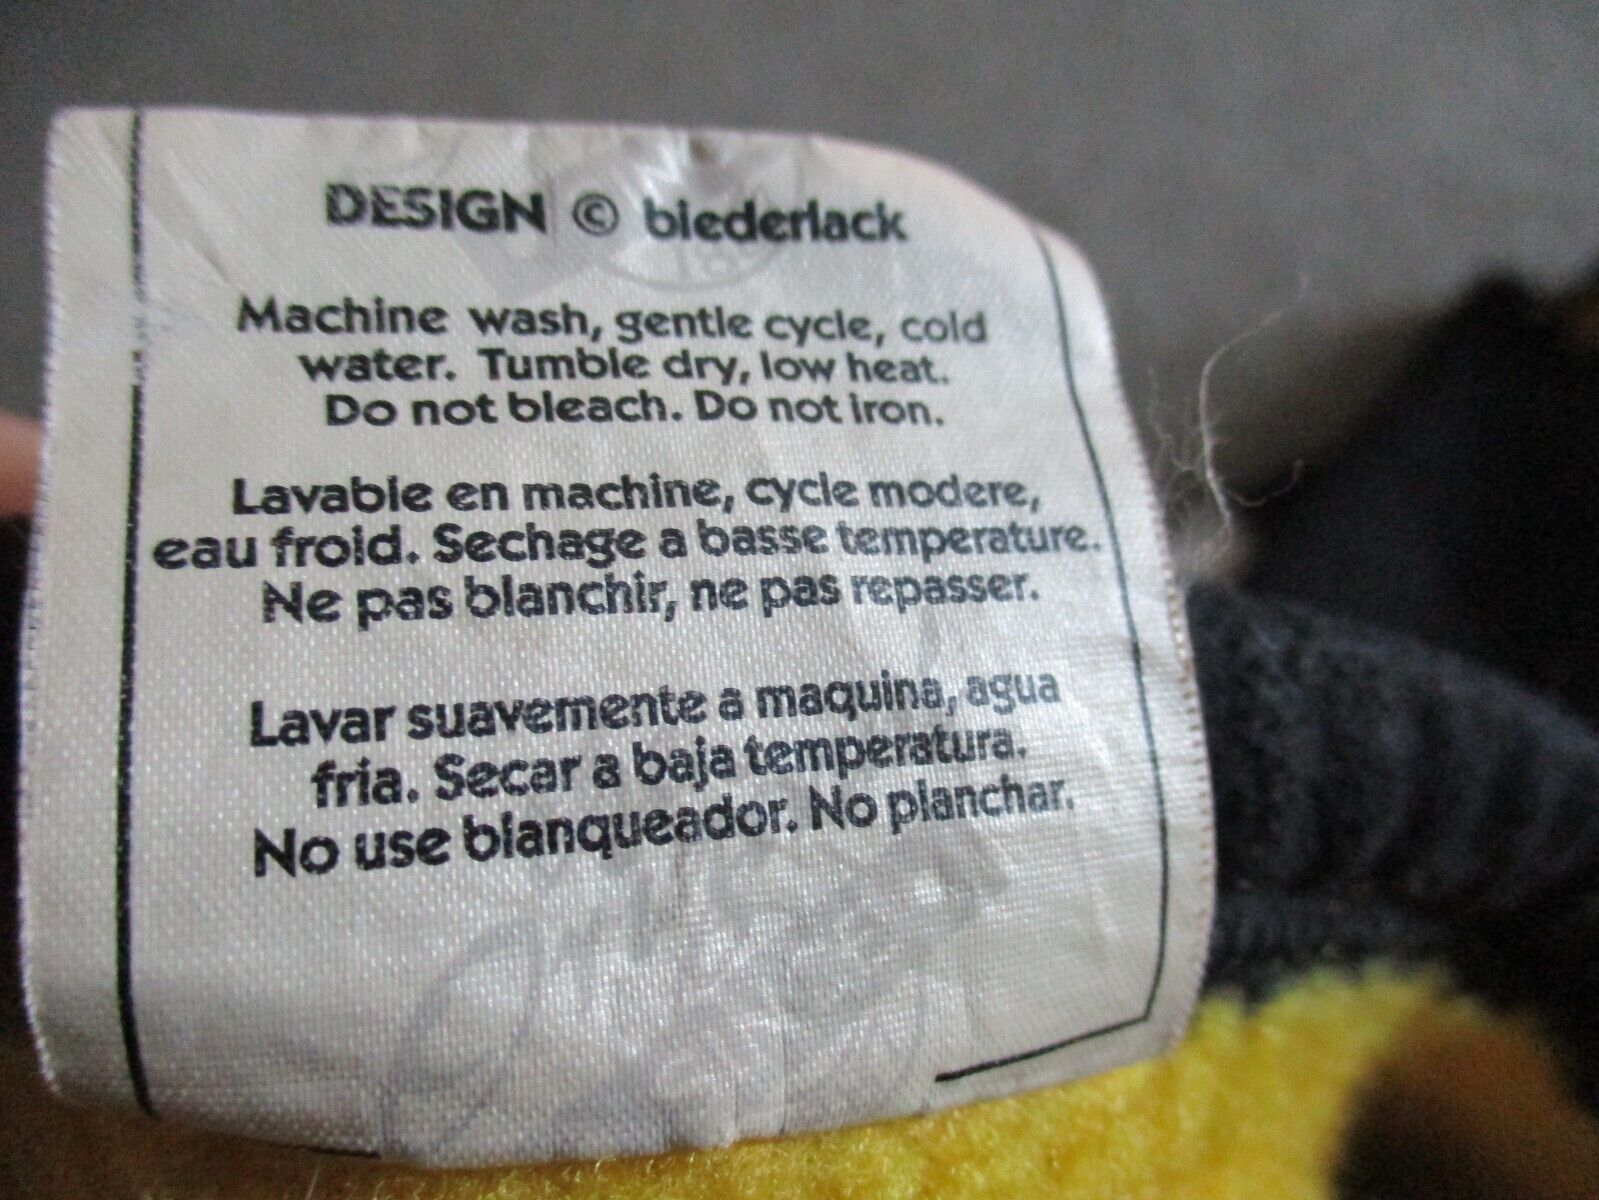 DESIGN © biederlack
Machine wash, gentle cycle, cold
water. Tumble dry, low heat.
Do not bleach. Do not iron.
Lavable en machine, cycle modere,
eau froid. Sechage a basse temperature.
Ne pas blanchir, ne pas repasser.
Lavar suavemente a maquina, agua
fria. Secar a baja temperatura.
No use blanqueador. No planchar.